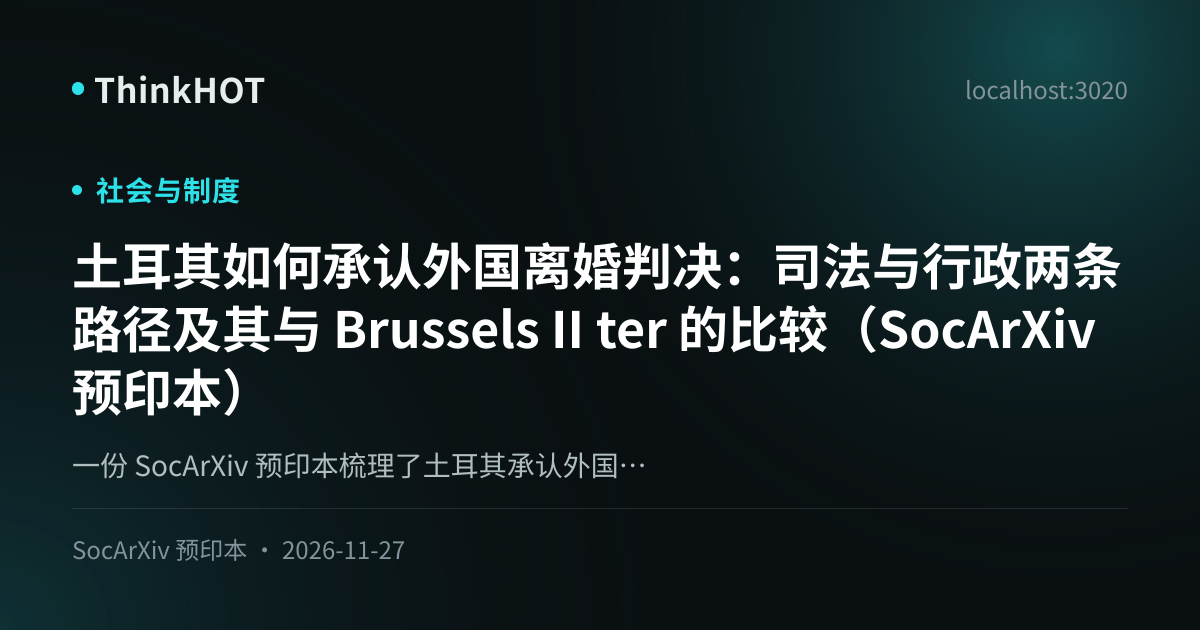 ThinkHOT
localhost:3020
社会与制度
土耳其如何承认外国离婚判决：司法与行政两条
路径及其与 Brussels II ter 的比较（SocArXiv
预印本）
一份 SocArXiv 预印本梳理了土耳其承认外国…
SocArXiv 预印本 · 2026-11-27